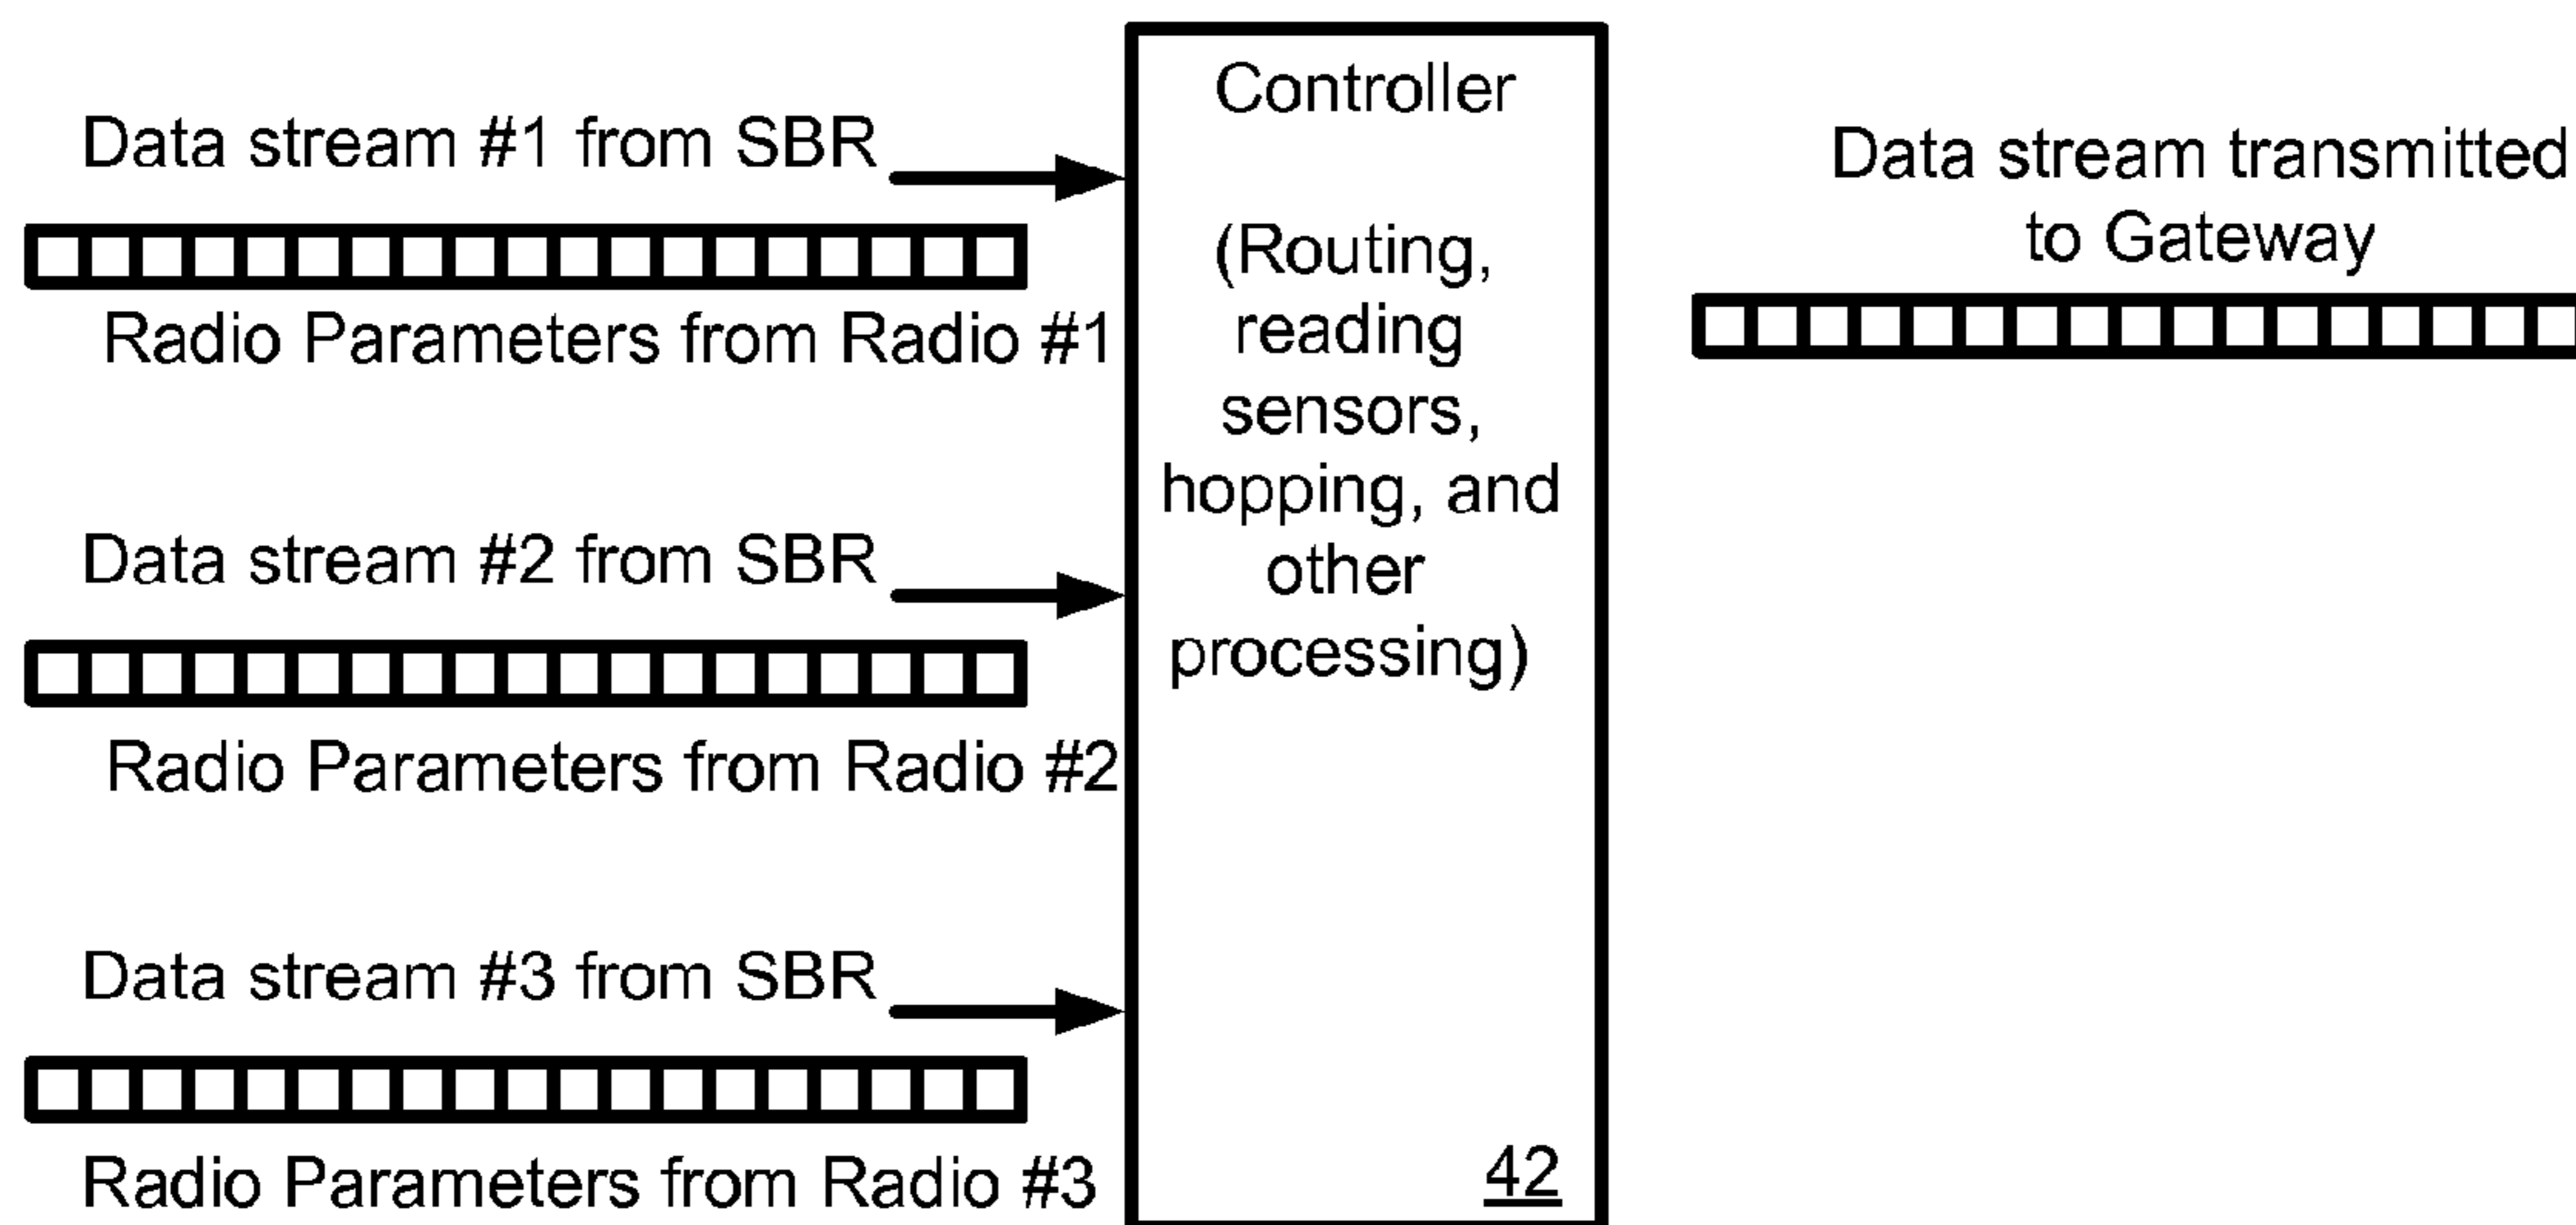 Data stream #1 from SBR
Radio Parameters from Radio #1
Data stream #2 from SBR
Radio Parameters from Radio #2
Data stream #3 from SBR
Radio Parameters from Radio #3
Controller
(Routing,
reading
sensors,
hopping, and
other
processing)
42
Data stream transmitted
to Gateway